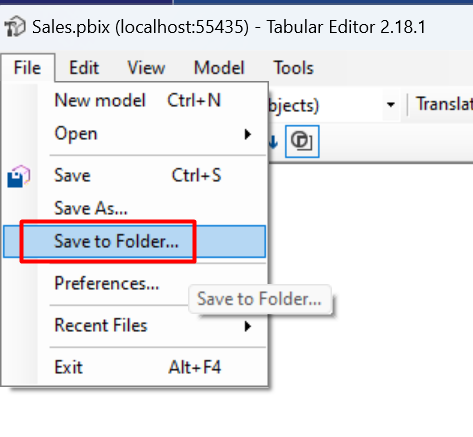 Sales.pbix (localhost:55435) - Tabular Editor 2.18.1
File Edit View Model Tools
New model Ctrl+N
bjects) Translat
Open
Save Ctrl+S
Save As...
Save to Folder...
Preferences...
Save to Folder...
Recent Files
Exit Alt+F4